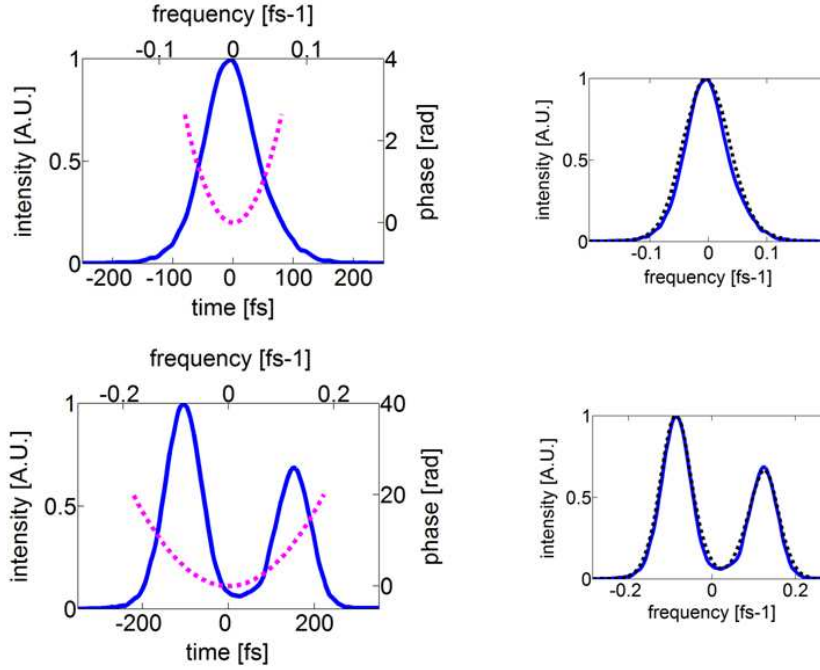 frequency [fs-1]
-0.1 0 0.1
1 4
0.5 2
0 0
intensity [A.U.]
phase [rad]
-200 -100 0 100 200
time [fs]
1
0.5
0
intensity [A.U.]
-0.1 0 0.1
frequency [fs-1]
frequency [fs-1]
-0.2 0 0.2
1 40
0.5 20
0 0
intensity [A.U.]
phase [rad]
-200 0 200
time [fs]
1
0.5
0
intensity [A.U.]
-0.2 0 0.2
frequency [fs-1]